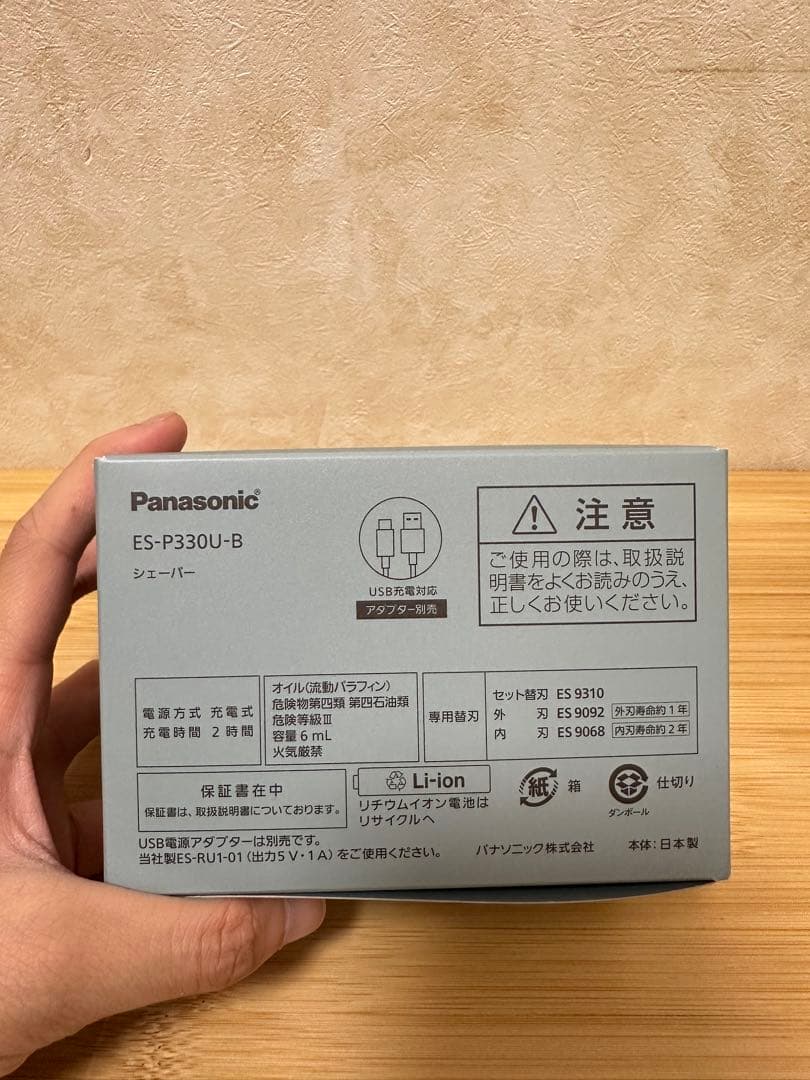 Panasonic®
ES-P330U-B
シェーバー
USB充電対応
アダプター別売
注意
ご使用の際は、取扱説
明書をよくお読みのうえ、
正しくお使いください。
電源方式 充電式
充電時間 2時間
オイル(流動パラフィン)
危険物第四類 第四石油類
危険等級Ⅲ
容量6mL
火気厳禁
専用替刃
セット替刃 ES9310
外刃 ES9092 外刃寿命約1年
内刃 ES9068 内刃寿命約2年
保証書在中
保証書は、取扱説明書についております。
Li-ion
リチウムイオン電池は
リサイクルへ
紙 箱
ダンボール
仕切り
USB電源アダプターは別売です。
当社製ES-RU1-01(出力5V・1A)をご使用ください。
パナソニック株式会社 本体:日本製